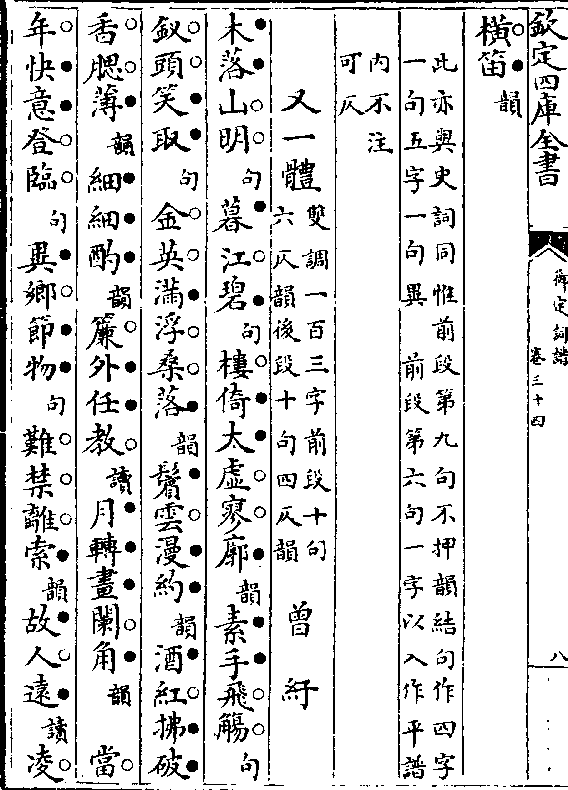 欽定四庫全書
御定詞譜
卷三十四
八
橫笛韻
此亦與史詞同惟前段第九句不押韻結句作四字
一句五字一句異 前段第六句一字以入作平譜
內不注
可仄
又一體 雙調一百三字前段十句
六仄韻後段十句四仄韻 曾紆
木落山明句暮江碧句樓倚太虛寥廓韻素手飛觴句
釵頭笑取句金英滿浮桑落韻鬢雲漫約韻酒紅拂破
香腮薄韻細細酌韻簾外任教讀月轉畫闌角韻 當
年快意登臨句異鄉節物句難禁離索韻故人遠讀凌